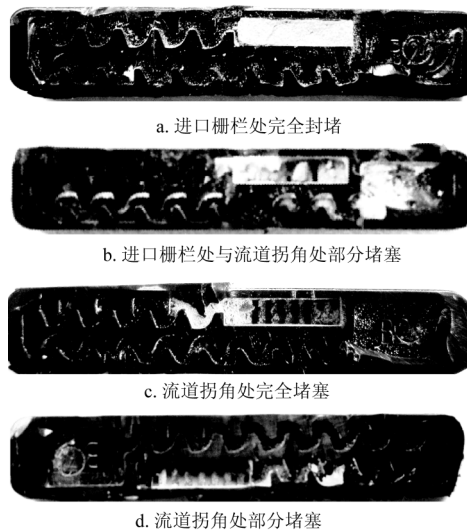 a. 进口栅栏处完全封堵
b. 进口栅栏处与流道拐角处部分堵塞
c. 流道拐角处完全堵塞
d. 流道拐角处部分堵塞